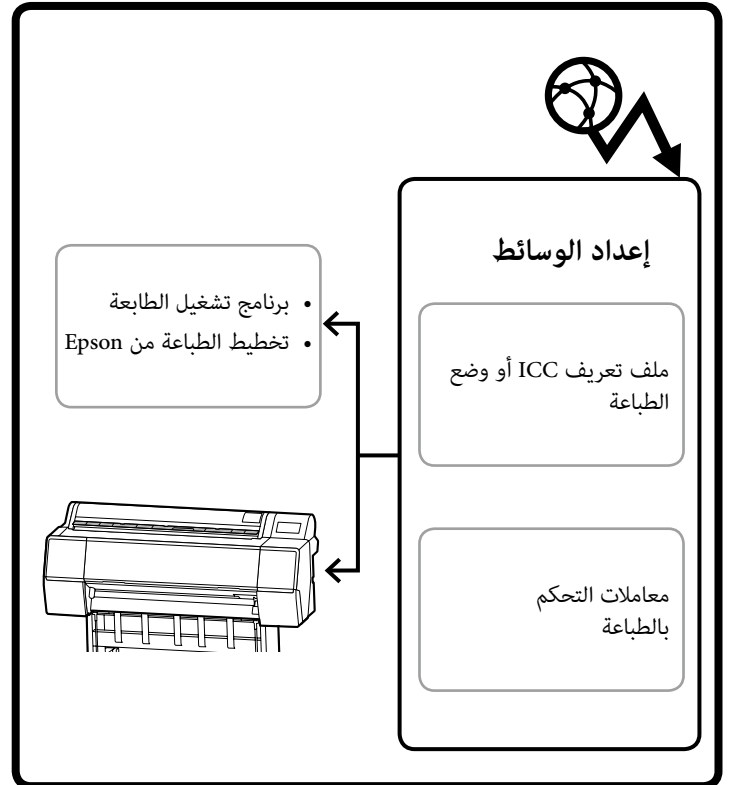 إعداد الوسائط
ملف تعريف ICC أو وضع
الطباعة
معاملات التحكم
بالطباعة
• برنامج تشغيل الطابعة
• تخطيط الطباعة من Epson